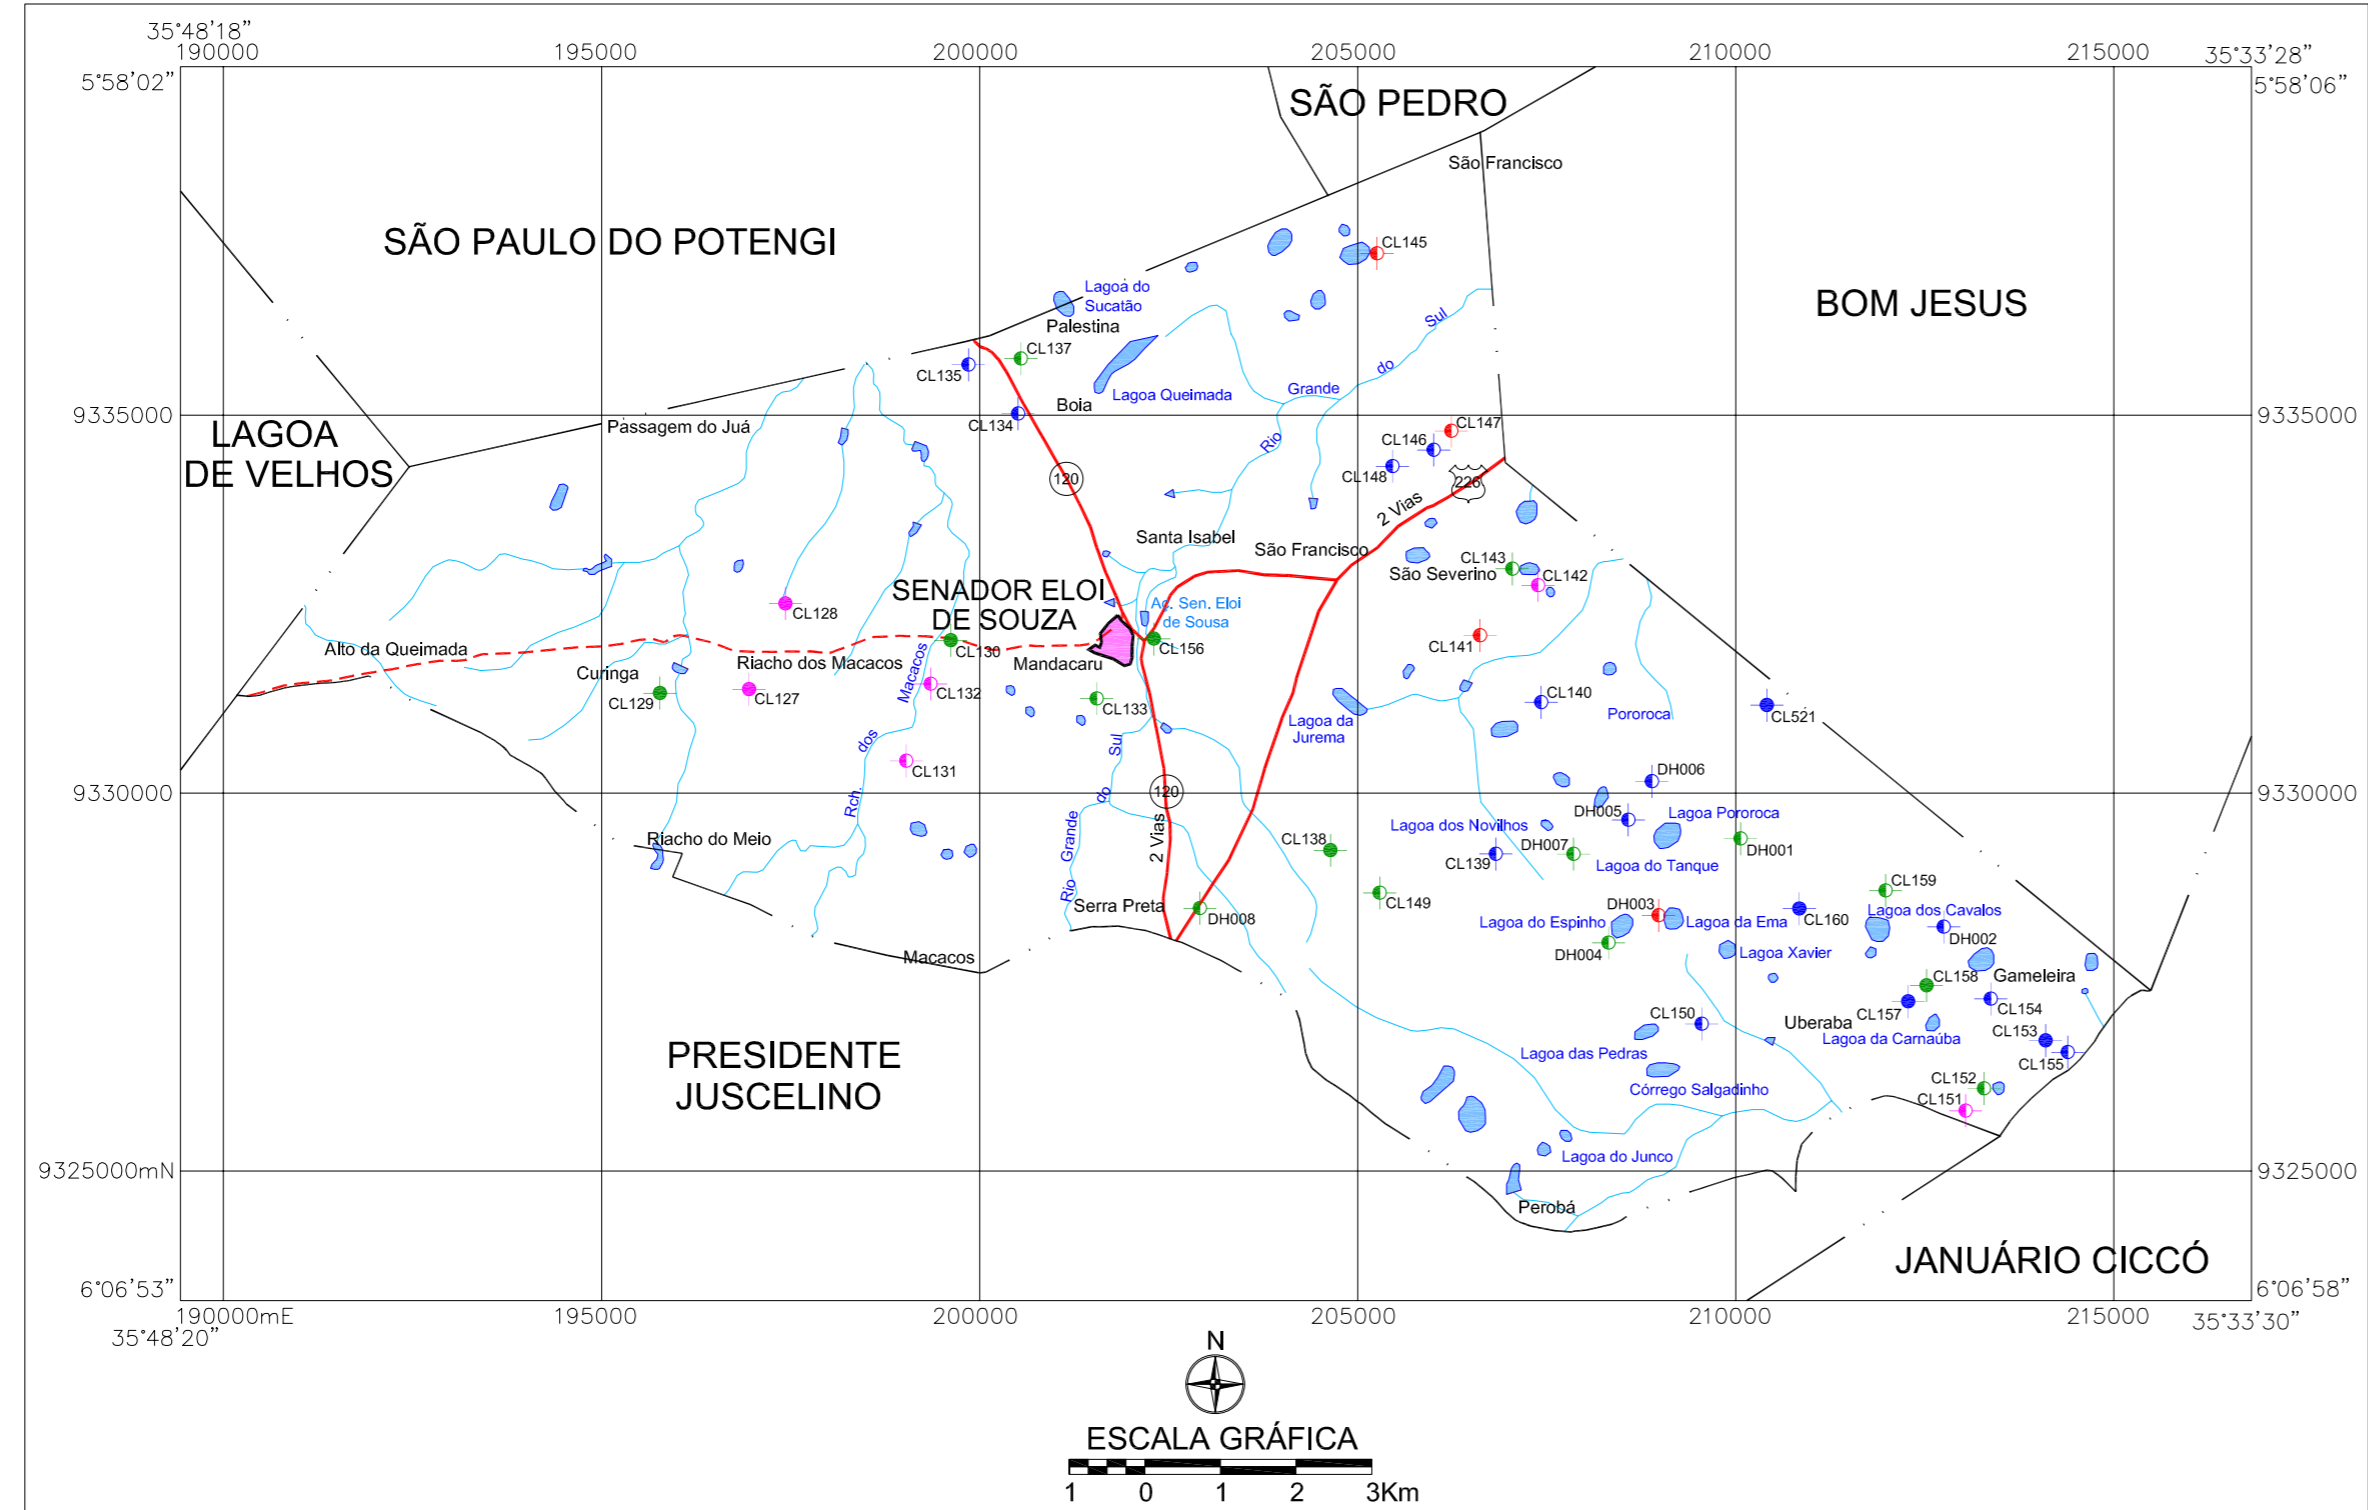 35°48'18"
190000
195000
200000
205000
210000
215000
35°33'28"
5°58'02"
5°58'06"
SÃO PEDRO
São Francisco
SÃO PAULO DO POTENGI
CL145
BOM JESUS
Lagoa do
Sucatão
Palestina
Sul
do
Grande
Rio
CL137
CL135
Lagoa Queimada
Boia
CL134
9335000
9335000
LAGOA
DE VELHOS
Passagem do Juá
CL147
CL146
CL148
120
226
2 Vias
Santa Isabel
São Francisco
CL143
São Severino
CL142
SENADOR ELOI
DE SOUZA
Aç. Sen. Eloi
de Sousa
CL128
CL141
Alto da Queimada
CL130
CL156
Riacho dos Macacos
Mandacaru
Curinga
CL129
CL127
CL132
CL133
Macacos
dos
Rch.
CL140
Pororoca
CL521
Lagoa da
Jurema
Sul
do
Grande
Rio
CL131
DH006
9330000
9330000
120
2 Vias
DH005
Lagoa Pororoca
Lagoa dos Novilhos
Riacho do Meio
CL138
CL139
DH007
DH001
Lagoa do Tanque
CL159
CL149
Serra Preta
DH008
DH003
Lagoa do Espinho
Lagoa da Ema
CL160
Lagoa dos Cavalos
DH002
DH004
Lagoa Xavier
Macacos
CL158
Gameleira
CL157
CL154
CL150
Uberaba
CL153
Lagoa da Carnaúba
CL155
PRESIDENTE
JUSCELINO
Lagoa das Pedras
CL152
Córrego Salgadinho
CL151
Lagoa do Junco
9325000mN
9325000
Perobá
JANUÁRIO CICCÓ
6°06'53"
6°06'58"
190000mE
195000
200000
205000
210000
215000
35°48'20"
35°33'30"
N
ESCALA GRÁFICA
1 0 1 2 3Km